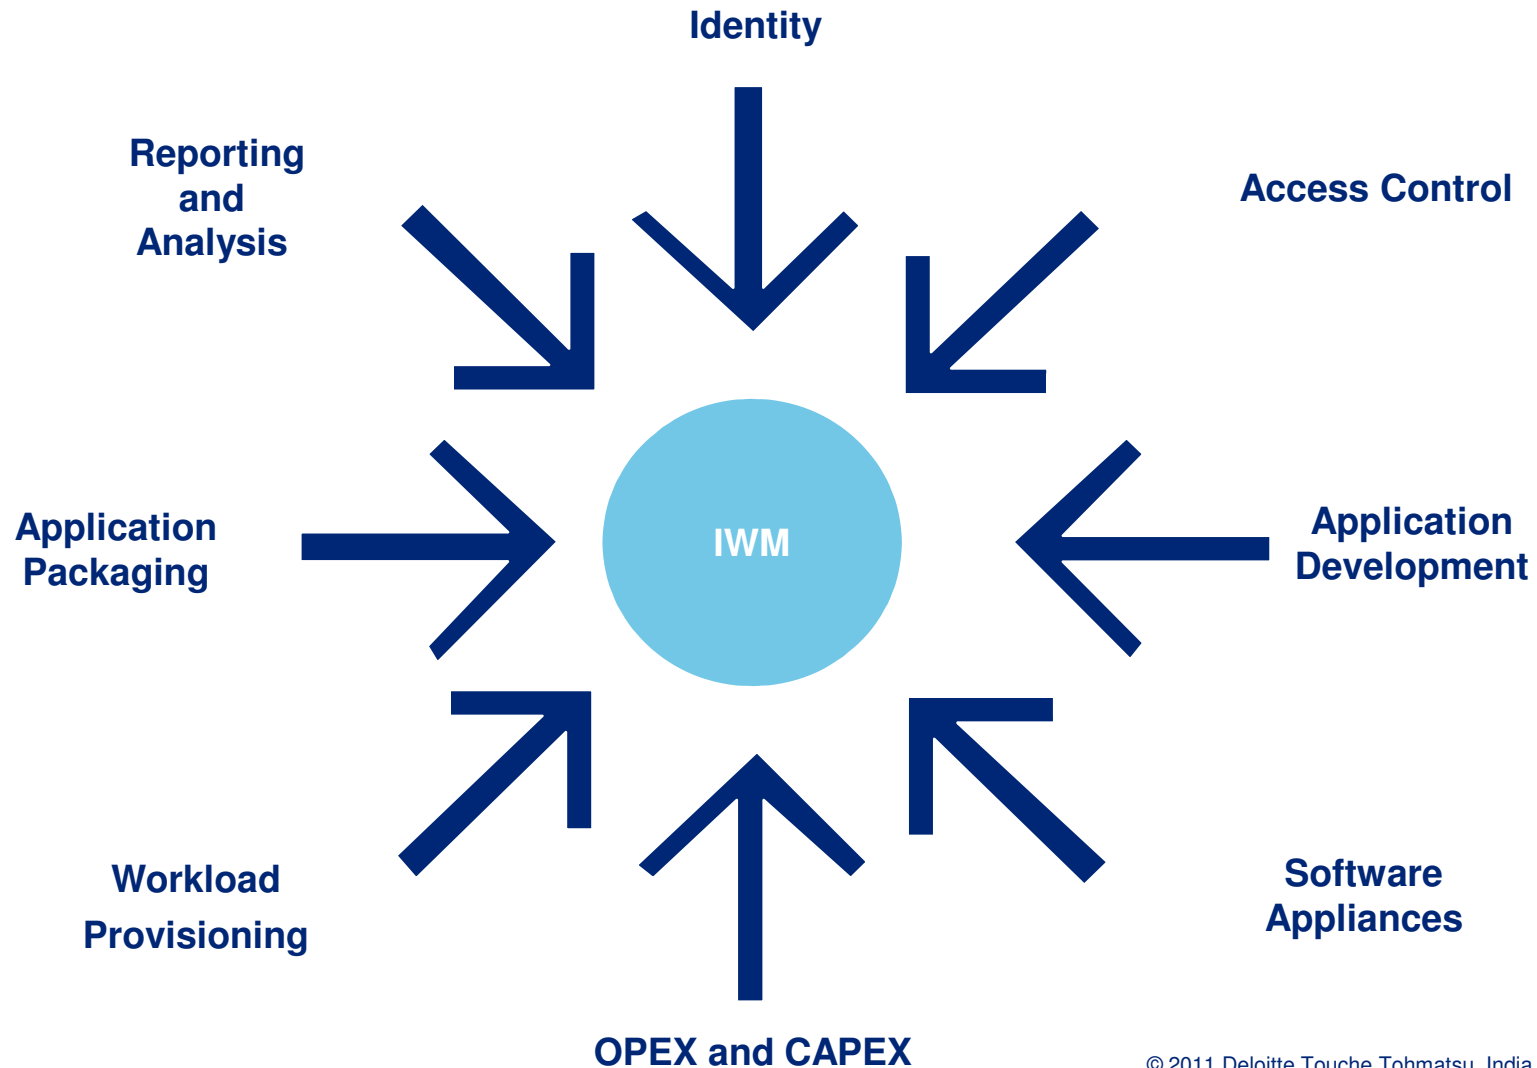 Identity
Reporting
and
Analysis
Access Control
Application
Packaging
IWM
Application
Development
Workload
Provisioning
Software
Appliances
OPEX and CAPEX
© 2011 Deloitte Touche Tohmatsu India